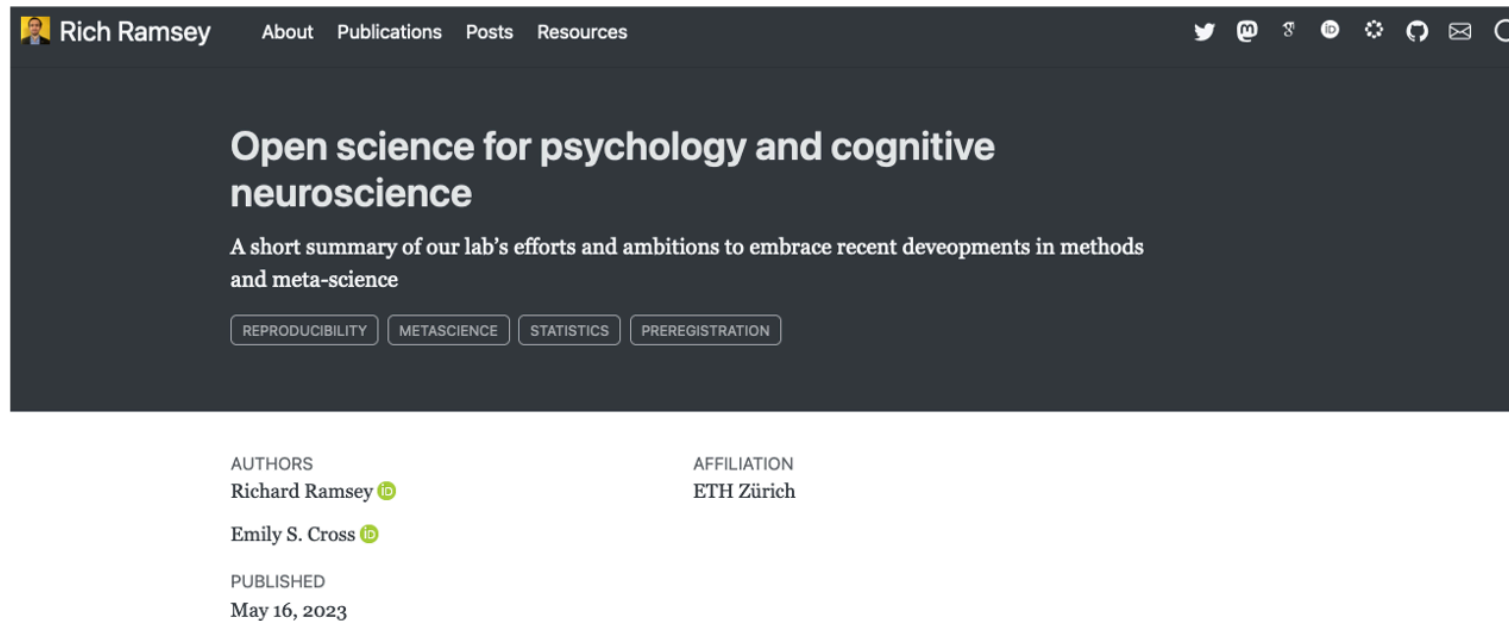 Rich Ramsey About Publications Posts Resources
Open science for psychology and cognitive
neuroscience
A short summary of our lab’s efforts and ambitions to embrace recent deveopments in methods
and meta-science
REPRODUCIBILITY METASCIENCE STATISTICS PREREGISTRATION
AUTHORS AFFILIATION
Richard Ramsey iD ETH Zürich
Emily S. Cross iD
PUBLISHED
May 16, 2023